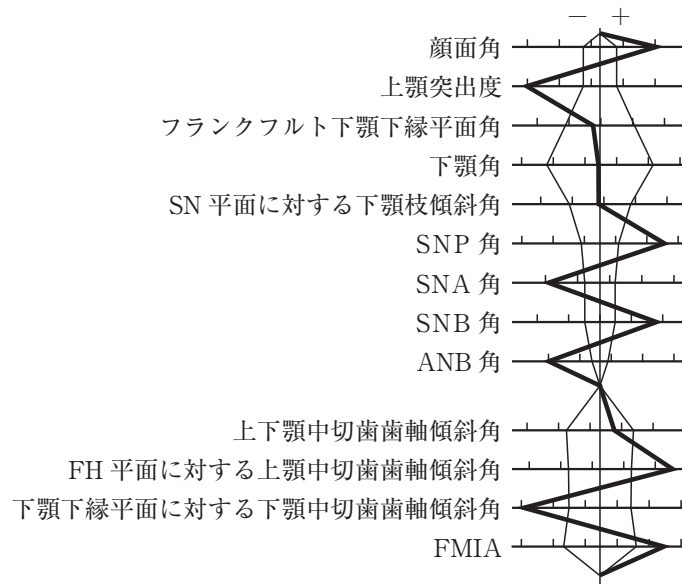 − +
顔面角
上顎突出度
フランクフルト下顎下縁平面角
下顎角
SN 平面に対する下顎枝傾斜角
SNP 角
SNA 角
SNB 角
ANB 角
上下顎中切歯歯軸傾斜角
FH 平面に対する上顎中切歯歯軸傾斜角
下顎下縁平面に対する下顎中切歯歯軸傾斜角
FMIA